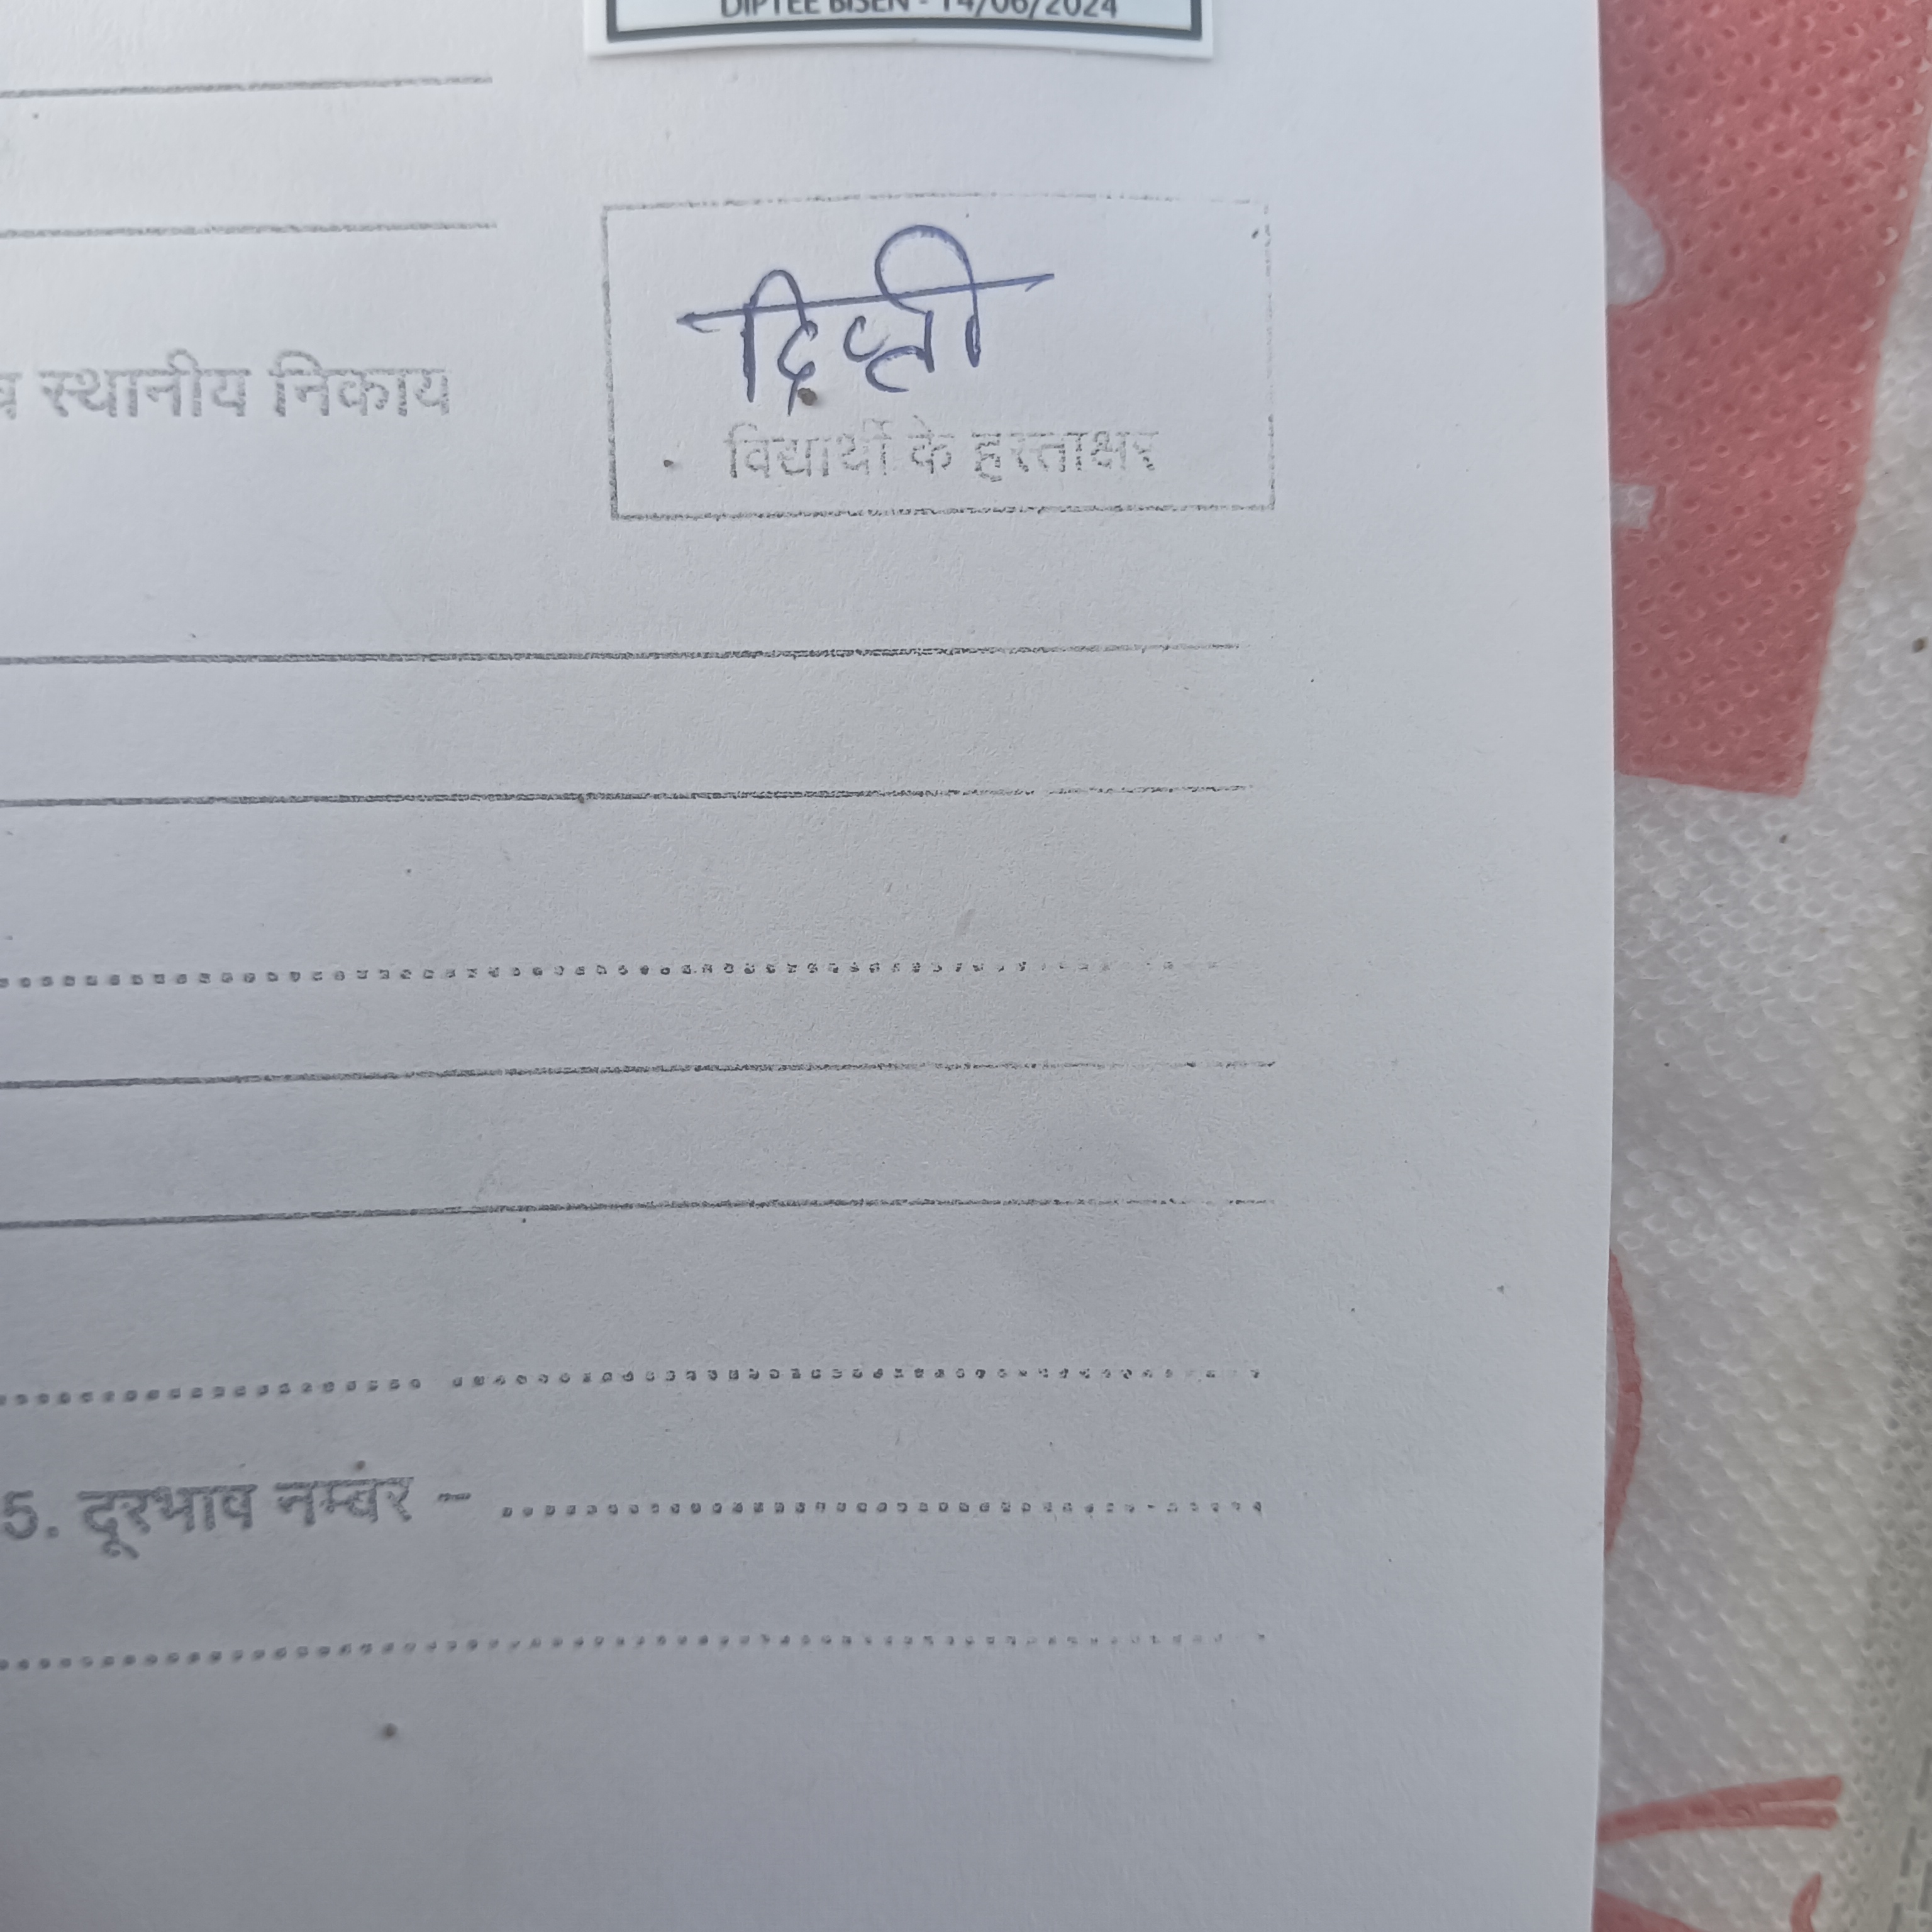 DIPTEE BISEN - 14/06/2024
दिप्ती
व स्थानीय निकाय
विद्यार्थी के हस्ताक्षर
5. दूरभाव नम्बर -